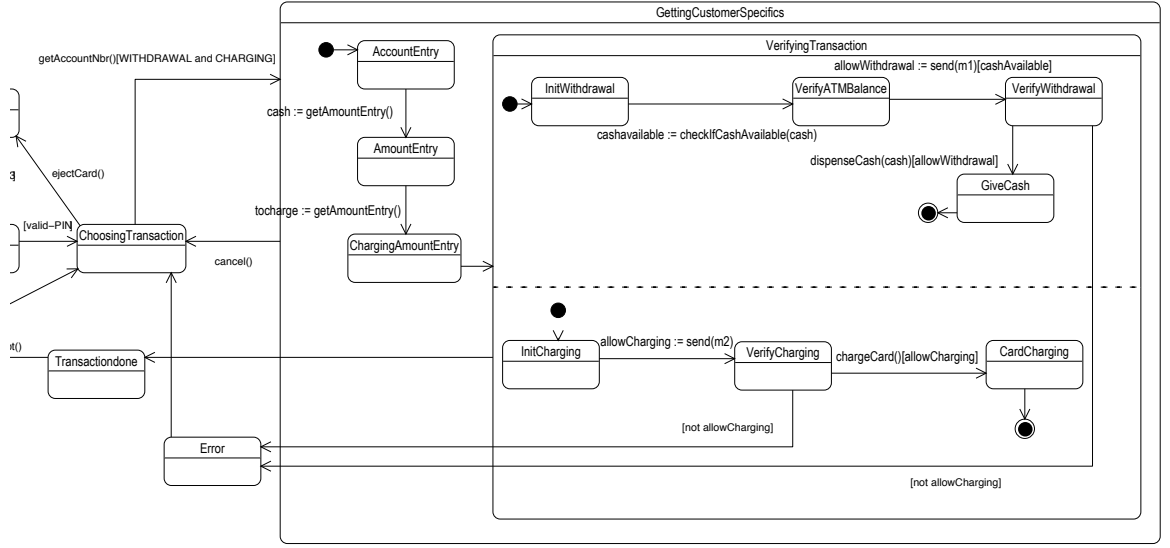 GettingCustomerSpecifics
VerifyingTransaction
AccountEntry
getAccountNbr()[WITHDRAWAL and CHARGING]
allowWithdrawal := send(m1)[cashAvailable]
InitWithdrawal
VerifyATMBalance
VerifyWithdrawal
cash := getAmountEntry()
cashavailable := checkIfCashAvailable(cash)
AmountEntry
dispenseCash(cash)[allowWithdrawal]
ejectCard()
GiveCash
tocharge := getAmountEntry()
[valid−PIN]
ChoosingTransaction
ChargingAmountEntry
cancel()
allowCharging := send(m2)
InitCharging
VerifyCharging
chargeCard()[allowCharging]
CardCharging
Transactiondone
[not allowCharging]
Error
[not allowCharging]